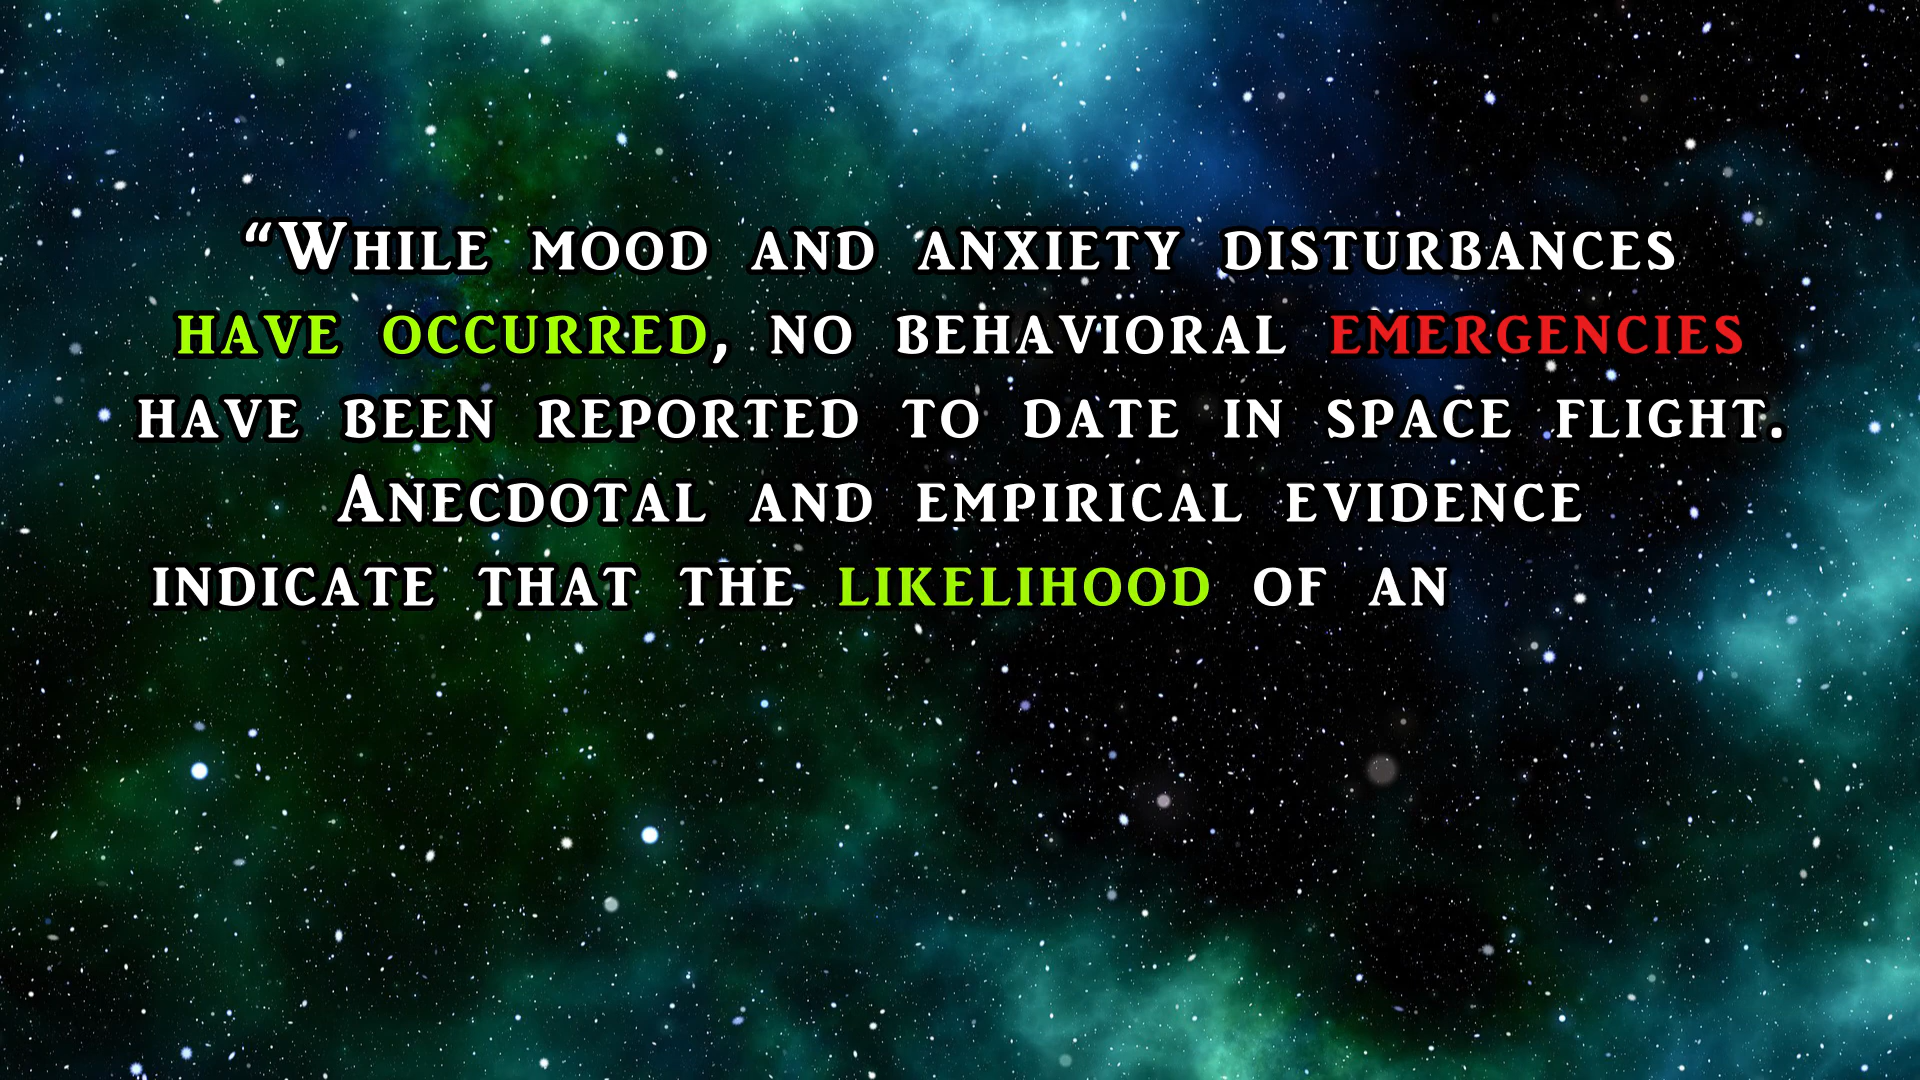 “While mood and anxiety disturbances
have occurred, no behavioral emergencies
have been reported to date in space flight.
Anecdotal and empirical evidence
indicate that the likelihood of an